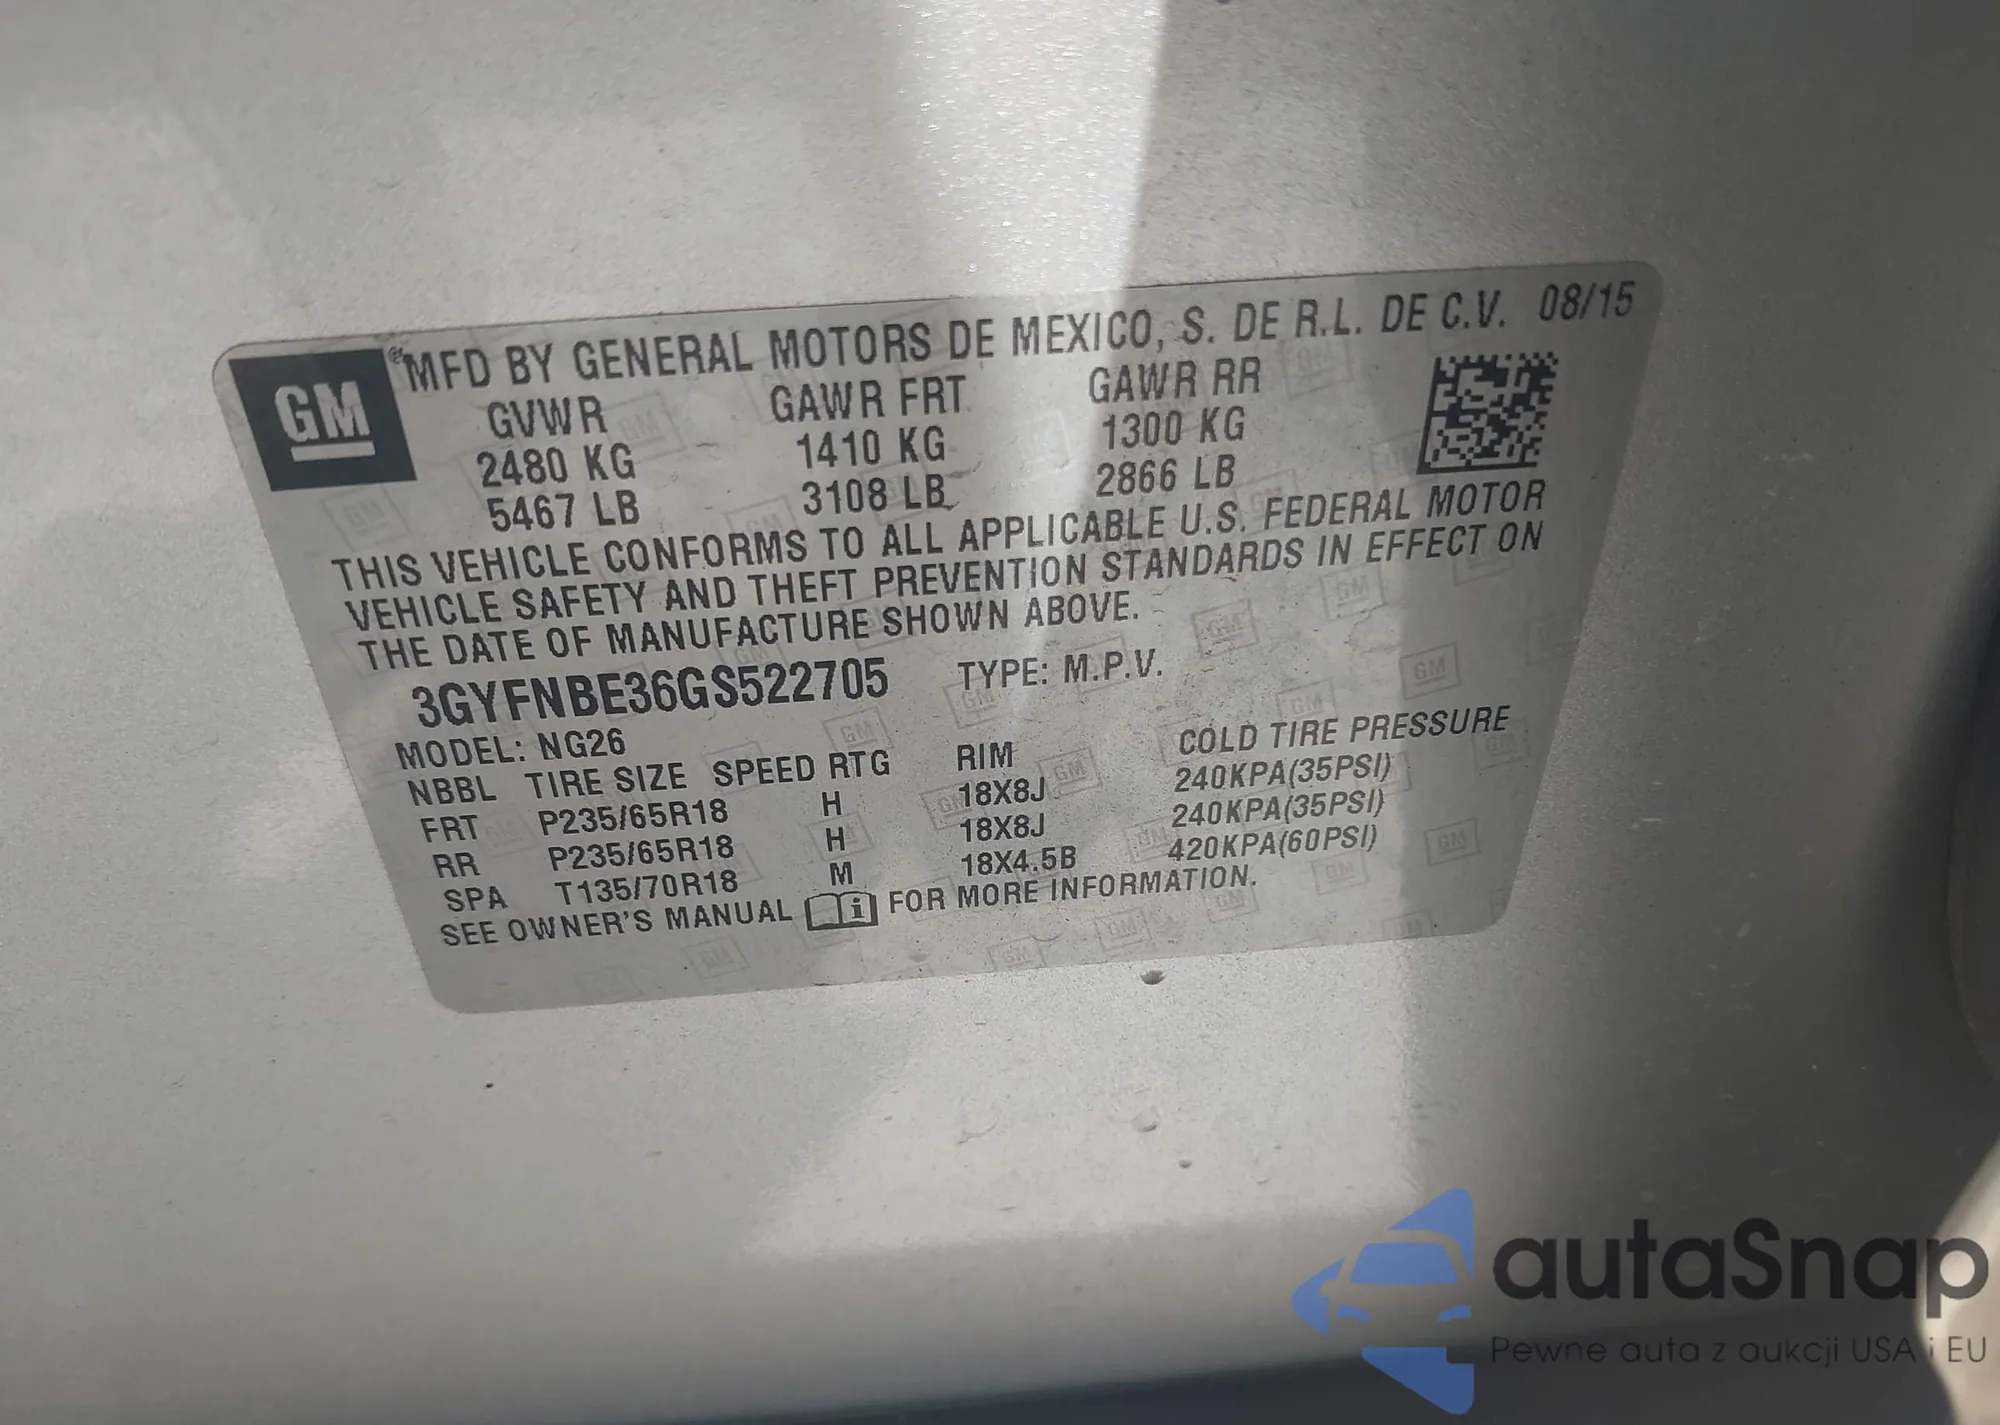 GM
®MFD BY GENERAL MOTORS DE MEXICO, S. DE R.L. DE C.V. 08/15
GVWR GAWR FRT GAWR RR
2480 KG 1410 KG 1300 KG
5467 LB 3108 LB 2866 LB
THIS VEHICLE CONFORMS TO ALL APPLICABLE U.S. FEDERAL MOTOR
VEHICLE SAFETY AND THEFT PREVENTION STANDARDS IN EFFECT ON
THE DATE OF MANUFACTURE SHOWN ABOVE.
3GYFNBE36GS522705 TYPE: M.P.V.
MODEL: NG26
NBBL TIRE SIZE SPEED RTG RIM COLD TIRE PRESSURE
FRT P235/65R18 H 18X8J 240KPA(35PSI)
RR P235/65R18 H 18X8J 240KPA(35PSI)
SPA T135/70R18 M 18X4.5B 420KPA(60PSI)
SEE OWNER'S MANUAL i FOR MORE INFORMATION.
autaSnap
Pewne auta z aukcji USA i EU